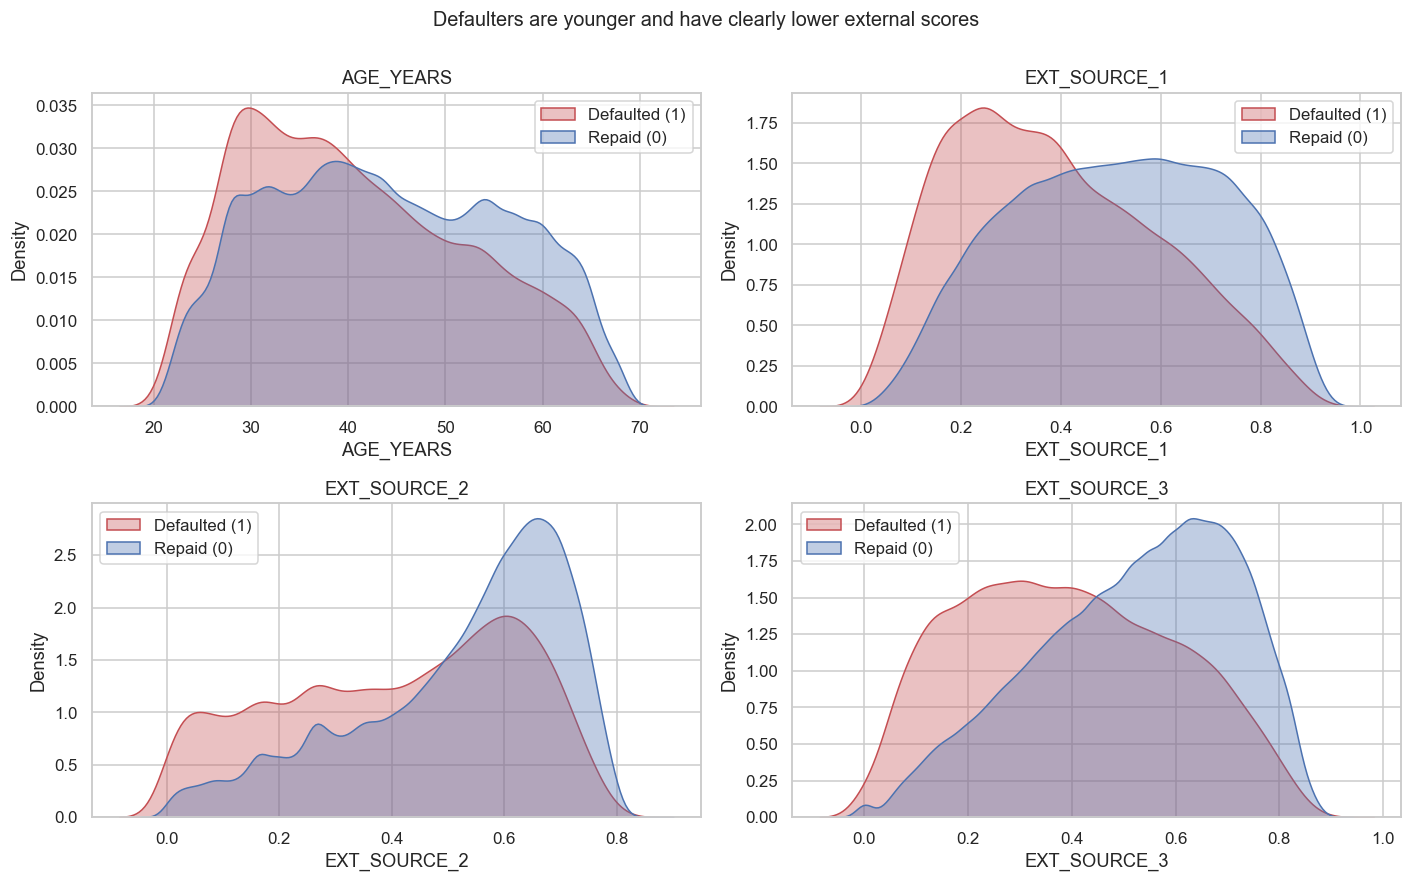 Defaulters are younger and have clearly lower external scores
AGE_YEARS
Defaulted (1)
Repaid (0)
0.035
0.030
0.025
0.020
0.015
0.010
0.005
0.000
Density
20 30 40 50 60 70
AGE_YEARS
EXT_SOURCE_1
Defaulted (1)
Repaid (0)
1.75
1.50
1.25
1.00
0.75
0.50
0.25
0.00
Density
0.0 0.2 0.4 0.6 0.8 1.0
EXT_SOURCE_1
EXT_SOURCE_2
Defaulted (1)
Repaid (0)
2.5
2.0
1.5
1.0
0.5
0.0
Density
0.0 0.2 0.4 0.6 0.8
EXT_SOURCE_2
EXT_SOURCE_3
Defaulted (1)
Repaid (0)
2.00
1.75
1.50
1.25
1.00
0.75
0.50
0.25
0.00
Density
0.0 0.2 0.4 0.6 0.8 1.0
EXT_SOURCE_3